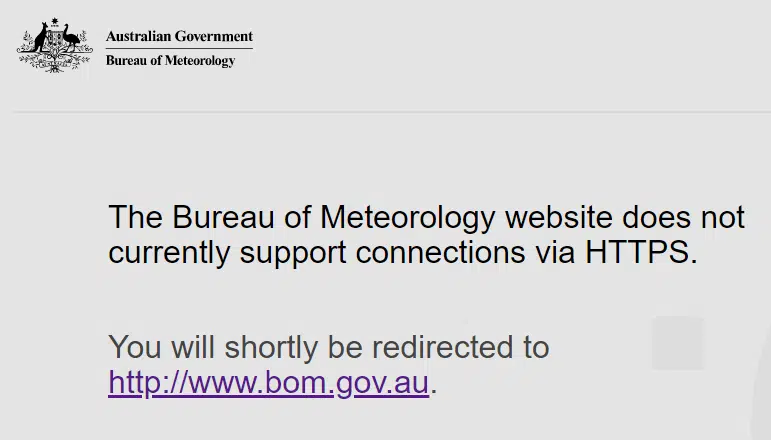 Australian Government
Bureau of Meteorology
The Bureau of Meteorology website does not
currently support connections via HTTPS.
You will shortly be redirected to
http://www.bom.gov.au.